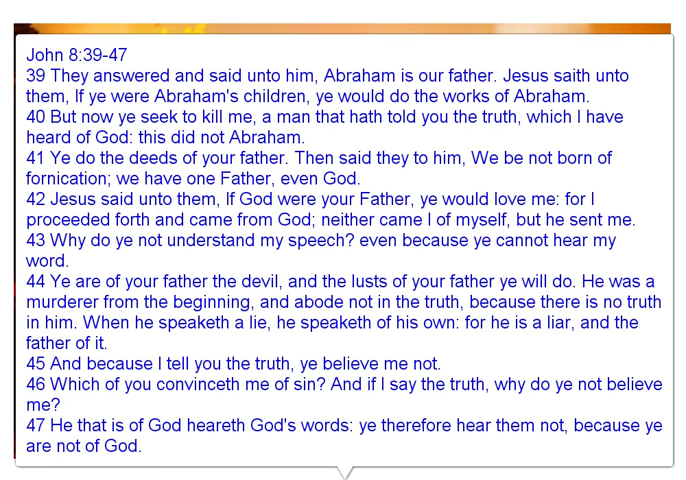 John 8:39-47
39 They answered and said unto him, Abraham is our father. Jesus saith unto
them, If ye were Abraham's children, ye would do the works of Abraham.
40 But now ye seek to kill me, a man that hath told you the truth, which I have
heard of God: this did not Abraham.
41 Ye do the deeds of your father. Then said they to him, We be not born of
fornication; we have one Father, even God.
42 Jesus said unto them, If God were your Father, ye would love me: for I
proceeded forth and came from God; neither came I of myself, but he sent me.
43 Why do ye not understand my speech? even because ye cannot hear my
word.
44 Ye are of your father the devil, and the lusts of your father ye will do. He was a
murderer from the beginning, and abode not in the truth, because there is no truth
in him. When he speaketh a lie, he speaketh of his own: for he is a liar, and the
father of it.
45 And because I tell you the truth, ye believe me not.
46 Which of you convinceth me of sin? And if I say the truth, why do ye not believe
me?
47 He that is of God heareth God's words: ye therefore hear them not, because ye
are not of God.